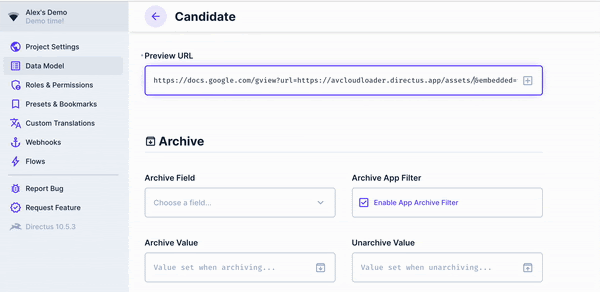 Alex's Demo
Demo time!
Project Settings
Data Model
Roles & Permissions
Presets & Bookmarks
Custom Translations
Webhooks
Flows
Report Bug
Request Feature
Directus 10.5.3
Candidate
Preview URL
https://docs.google.com/gview?url=https://avcloudloader.directus.app/assets/&embedded=
Archive
Archive Field
Archive App Filter
Choose a field...
Enable App Archive Filter
Archive Value
Unarchive Value
Value set when archiving...
Value set when unarchiving...